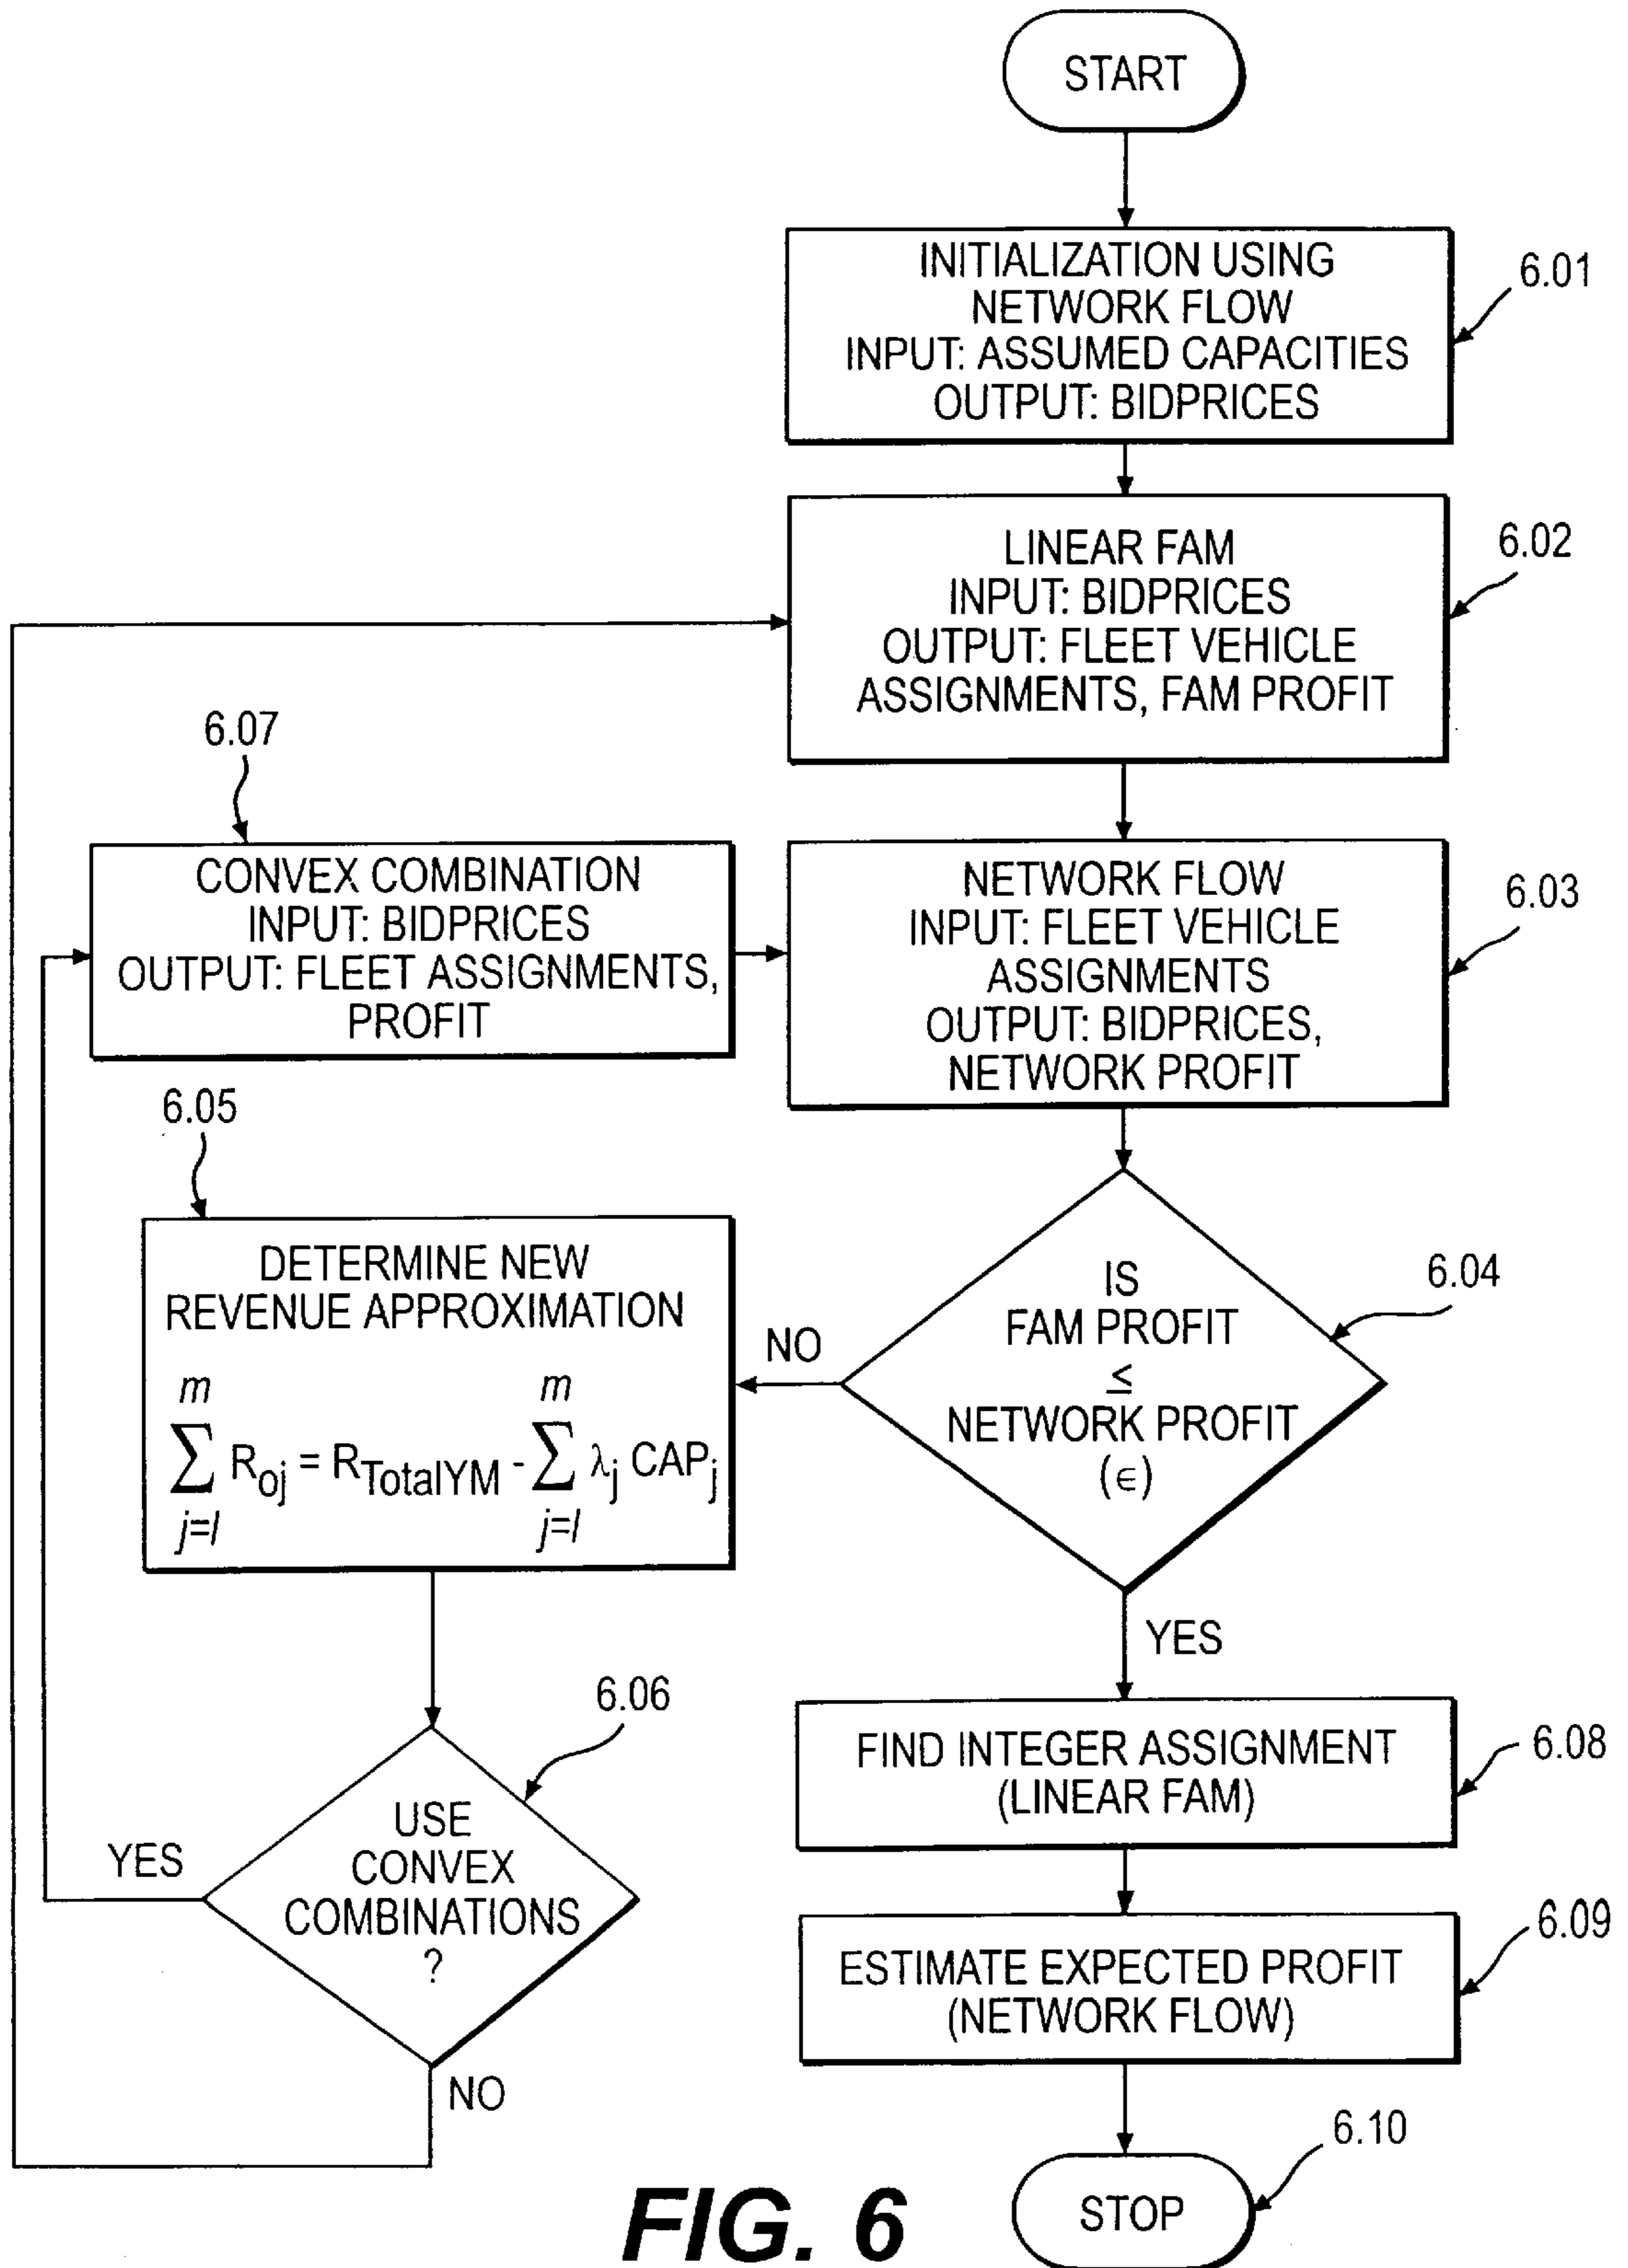 START
INITIALIZATION USING
NETWORK FLOW
INPUT: ASSUMED CAPACITIES
OUTPUT: BIDPRICES
6.01
LINEAR FAM
INPUT: BIDPRICES
OUTPUT: FLEET VEHICLE
ASSIGNMENTS, FAM PROFIT
6.02
6.07
CONVEX COMBINATION
INPUT: BIDPRICES
OUTPUT: FLEET ASSIGNMENTS,
PROFIT
NETWORK FLOW
INPUT: FLEET VEHICLE
ASSIGNMENTS
OUTPUT: BIDPRICES,
NETWORK PROFIT
6.03
6.05
DETERMINE NEW
REVENUE APPROXIMATION
m m
∑ Roj = RTotalYM - ∑ λj CAPj
j=l j=l
NO
IS
FAM PROFIT
≤
NETWORK PROFIT
(∈)
6.04
YES
6.06
USE
CONVEX
COMBINATIONS
?
YES
NO
FIND INTEGER ASSIGNMENT
(LINEAR FAM)
6.08
ESTIMATE EXPECTED PROFIT
(NETWORK FLOW)
6.09
STOP
6.10
FIG. 6